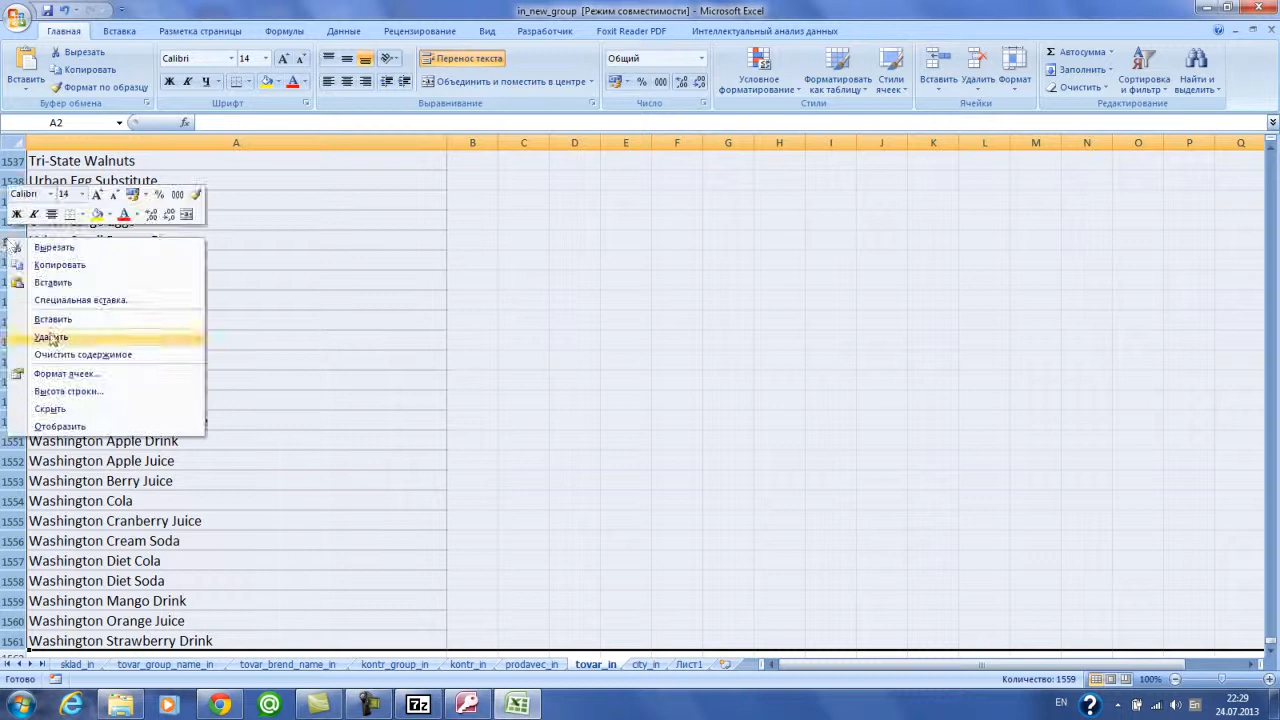 in_new_group [Режим совместимости] - Microsoft Excel
Главная Вставка Разметка страницы Формулы Данные Рецензирование Вид Разработчик Foxit Reader PDF Интеллектуальный анализ данных
Вставить
Вырезать
Копировать
Формат по образцу
Буфер обмена
Calibri 14
Ж К Ч
Шрифт
Перенос текста
Объединить и поместить в центре
Выравнивание
Общий
% 000
Число
Условное форматирование
Форматировать как таблицу
Стили ячеек
Стили
Вставить Удалить Формат
Ячейки
Σ Автосумма
Заполнить
Очистить
Сортировка и фильтр
Найти и выделить
Редактирование
A2 fx
A B C D E F G H I J K L M N O P Q
1537 Tri-State Walnuts
1538 Urban Egg Substitute
Calibri 14 % 000
Ж К
Вырезать
Копировать
Вставить
Специальная вставка.
Вставить
Удалить
Очистить содержимое
Формат ячеек...
Высота строки...
Скрыть
Отобразить
1551 Washington Apple Drink
1552 Washington Apple Juice
1553 Washington Berry Juice
1554 Washington Cola
1555 Washington Cranberry Juice
1556 Washington Cream Soda
1557 Washington Diet Cola
1558 Washington Diet Soda
1559 Washington Mango Drink
1560 Washington Orange Juice
1561 Washington Strawberry Drink
sklad_in tovar_group_name_in tovar_brend_name_in kontr_group_in kontr_in prodavec_in tovar_in city_in Лист1
Готово Количество: 1559 100%
7z EN En 22:29
24.07.2013